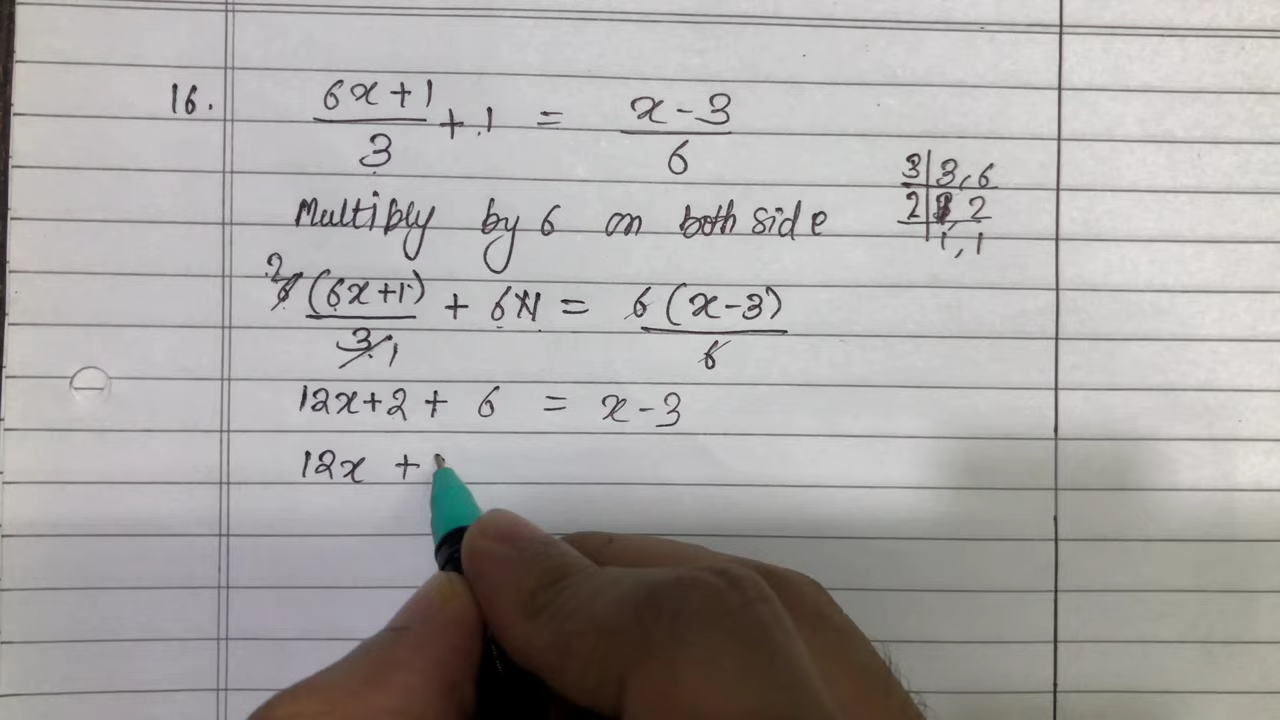 16. (6x+1)/3 + 1 = (x-3)/6
3 | 3, 6
2 | 1, 2
1, 1
Multiply by 6 on both side
2 6(6x+1)/3 1 + 6×1 = 6(x-3)/6
12x+2+ 6 = x-3
12x +